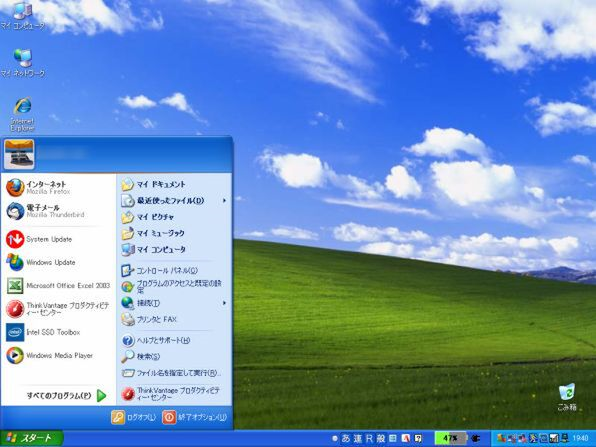 マイ コンピュータ
マイ ネットワーク
Internet
Explorer
インターネット
Mozilla Firefox
電子メール
Mozilla Thunderbird
System Update
Windows Update
Microsoft Office Excel 2003
ThinkVantage プロダクティビテ
ィー・センター
Intel SSD Toolbox
Windows Media Player
すべてのプログラム(P)
マイ ドキュメント
最近使ったファイル(D)
マイ ピクチャ
マイ ミュージック
マイ コンピュータ
コントロール パネル(C)
プログラムのアクセスと既定の設
定
接続(T)
プリンタと FAX
ヘルプとサポート(H)
検索(S)
ファイル名を指定して実行(R)...
ThinkVantage プロダクティビテ
ィー・センター
ログオフ(L)
終了オプション(U)
ごみ箱
スタート
あ 連 R 般
47%
19:40